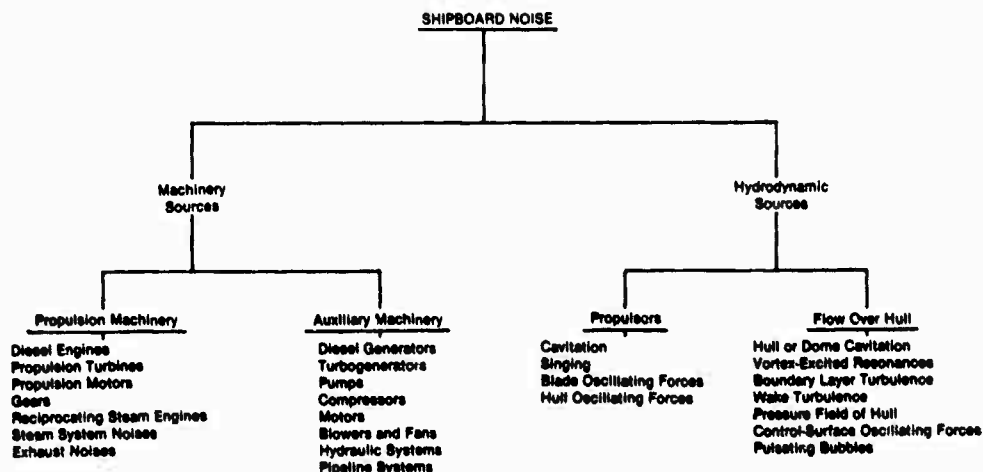 SHIPBOARD NOISE
Machinery
Sources
Hydrodynamic
Sources
Propulsion Machinery
Diesel Engines
Propulsion Turbines
Propulsion Motors
Gears
Reciprocating Steam Engines
Steam System Noises
Exhaust Noises
Auxiliary Machinery
Diesel Generators
Turbogenerators
Pumps
Compressors
Motors
Blowers and Fans
Hydraulic Systems
Pipeline Systems
Propulsors
Cavitation
Singing
Blade Oscillating Forces
Hull Oscillating Forces
Flow Over Hull
Hull or Dome Cavitation
Vortex-Excited Resonances
Boundary Layer Turbulence
Wake Turbulence
Pressure Field of Hull
Control-Surface Oscillating Forces
Pulsating Bubbles